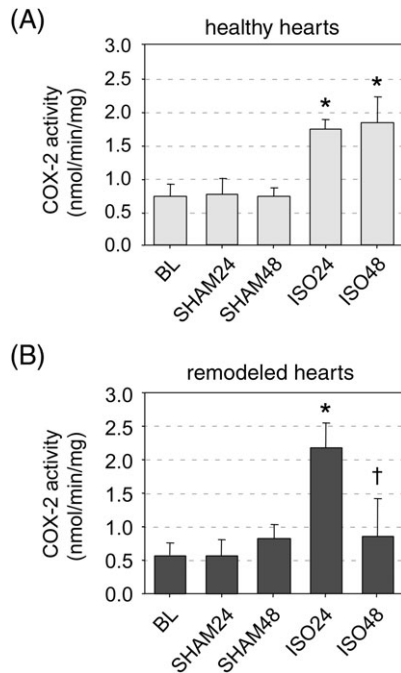 (A)
healthy hearts
COX-2 activity
(nmol/min/mg)
3.0
2.5
2.0
1.5
1.0
0.5
0.0
*
*
BL
SHAM24
SHAM48
ISO24
ISO48
(B)
remodeled hearts
COX-2 activity
(nmol/min/mg)
3.0
2.5
2.0
1.5
1.0
0.5
0.0
*
†
BL
SHAM24
SHAM48
ISO24
ISO48